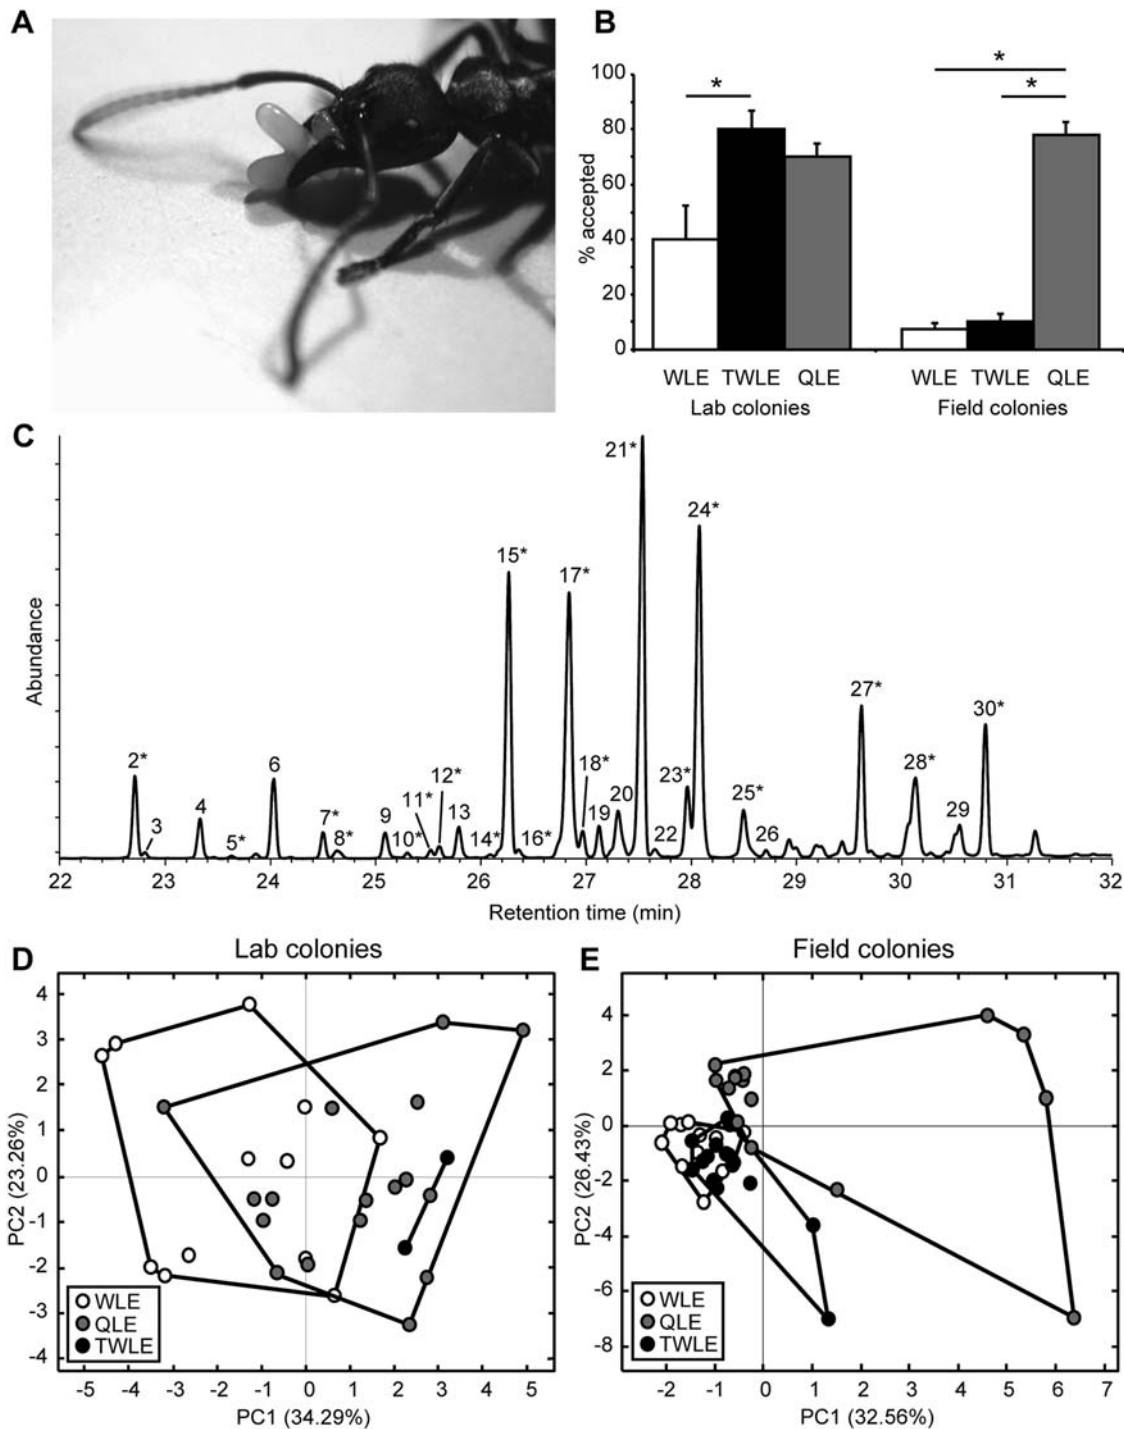 A
B
100
80
60
40
20
0
% accepted
*
*
*
WLE TWLE QLE
WLE TWLE QLE
Lab colonies
Field colonies
C
Abundance
2*
3
4
5*
6
7*
8*
9
10*
11*
12*
13
14*
15*
16*
17*
18*
19
20
21*
22
23*
24*
25*
26
27*
28*
29
30*
22 23 24 25 26 27 28 29 30 31 32
Retention time (min)
D
Lab colonies
4
3
2
1
0
-1
-2
-3
-4
PC2 (23.26%)
WLE
QLE
TWLE
-5 -4 -3 -2 -1 0 1 2 3 4 5
PC1 (34.29%)
E
Field colonies
4
2
0
-2
-4
-6
-8
PC2 (26.43%)
WLE
QLE
TWLE
-2 -1 0 1 2 3 4 5 6 7
PC1 (32.56%)